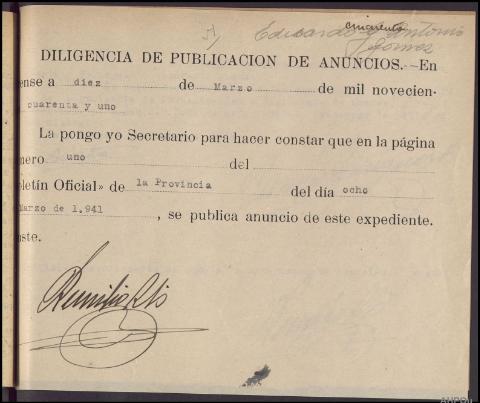 cincuenta
Eduardo y Antonio
Gomez
DILIGENCIA DE PUBLICACION DE ANUNCIOS.—En
ense a diez de Marzo de mil novecien-
cuarenta y uno
La pongo yo Secretario para hacer constar que en la página
mero uno del
letín Oficial» de la Provincia del día ocho
Marzo de 1.941 , se publica anuncio de este expediente.
nste.